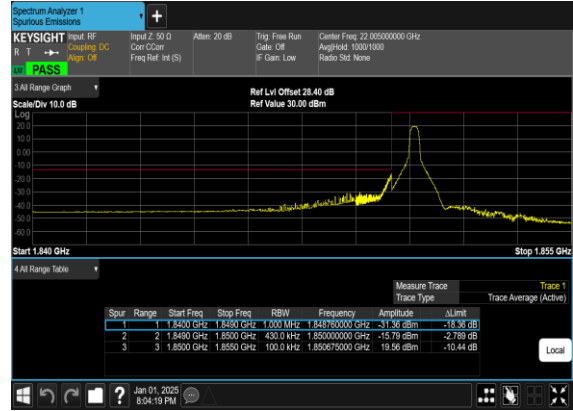 Spectrum Analyzer 1
Spurious Emissions
KEYSIGHT Input: RF Input Z: 50 Ω Atten: 20 dB Trig: Free Run Center Freq: 22.005000000 GHz
R T Coupling: DC Corr CCorr Gate: Off Avg|Hold: 1000/1000
Align: Off Freq Ref: Int (S) IF Gain: Low Radio Std: None
PASS
3 All Range Graph
Ref Lvl Offset 28.40 dB
Scale/Div 10.0 dB Ref Value 30.00 dBm
Log
20.0
10.0
0.00
-10.0
-20.0
-30.0
-40.0
-50.0
-60.0
Start 1.840 GHz Stop 1.855 GHz
4 All Range Table
Measure Trace Trace 1
Trace Type Trace Average (Active)
Spur Range Start Freq Stop Freq RBW Frequency Amplitude ΔLimit
1 1 1.8400 GHz 1.8490 GHz 1.000 MHz 1.848760000 GHz -31.36 dBm -18.36 dB
2 2 1.8490 GHz 1.8500 GHz 430.0 kHz 1.850000000 GHz -15.79 dBm -2.789 dB
3 3 1.8500 GHz 1.8550 GHz 100.0 kHz 1.850675000 GHz 19.56 dBm -10.44 dB
Local
? Jan 01, 2025
8:04:19 PM